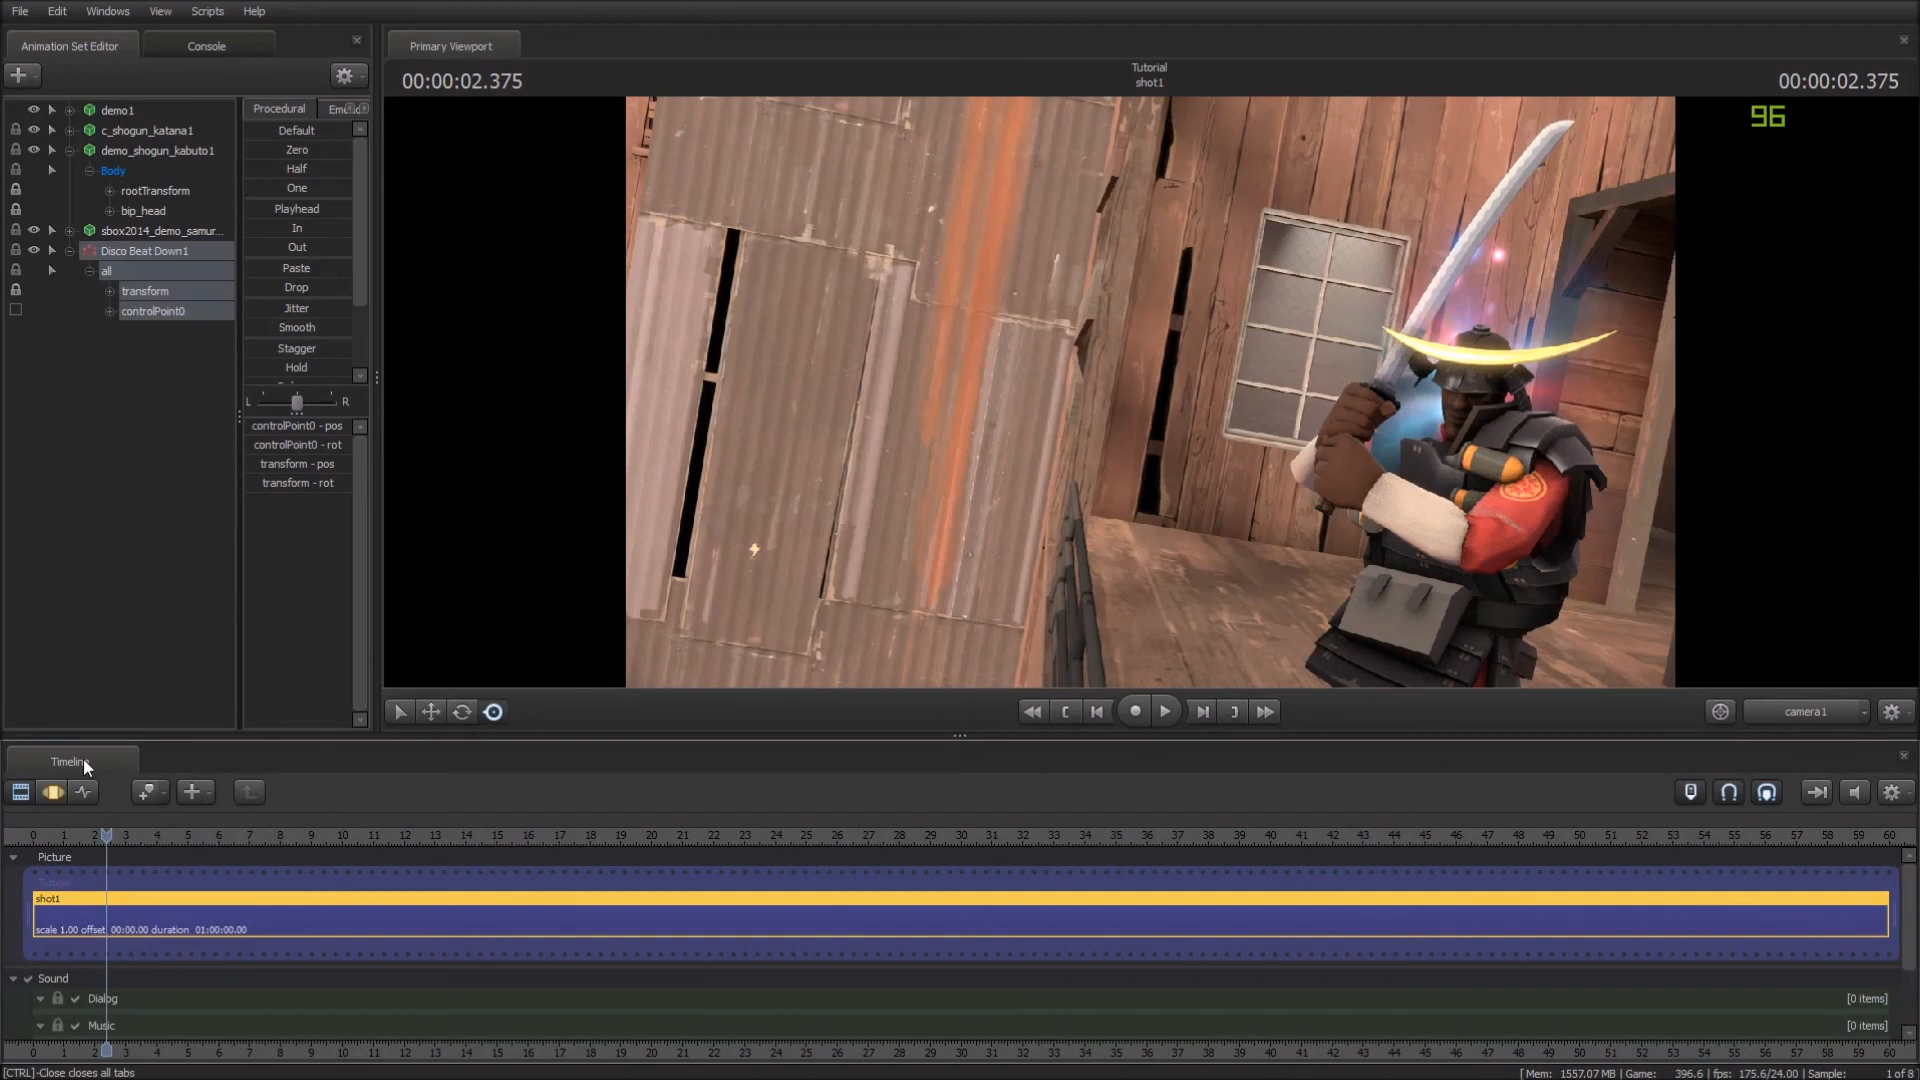 File Edit Windows View Scripts Help
Animation Set Editor Console
Primary Viewport
00:00:02.375
Tutorial
shot1
00:00:02.375
96
demo1
c_shogun_katana1
demo_shogun_kabuto1
Body
rootTransform
bip_head
sbox2014_demo_samur...
Disco Beat Down1
all
transform
controlPoint0
Procedural
Default
Zero
Half
One
Playhead
In
Out
Paste
Drop
Jitter
Smooth
Stagger
Hold
L R
controlPoint0 - pos
controlPoint0 - rot
transform - pos
transform - rot
camera1
Timeline
0 1 2 3 4 5 6 7 8 9 10 11 12 13 14 15 16 17 18 19 20 21 22 23 24 25 26 27 28 29 30 31 32 33 34 35 36 37 38 39 40 41 42 43 44 45 46 47 48 49 50 51 52 53 54 55 56 57 58 59 60
Picture
Tutorial
shot1
scale 1.00 offset 00:00.00 duration 01:00:00.00
Sound
Dialog [0 items]
Music [0 items]
0 1 2 3 4 5 6 7 8 9 10 11 12 13 14 15 16 17 18 19 20 21 22 23 24 25 26 27 28 29 30 31 32 33 34 35 36 37 38 39 40 41 42 43 44 45 46 47 48 49 50 51 52 53 54 55 56 57 58 59 60
[CTRL]-Close closes all tabs
[ Mem: 1557.07 MB | Game: 396.6 | fps: 175.6/24.00 | Sample: 1 of 8